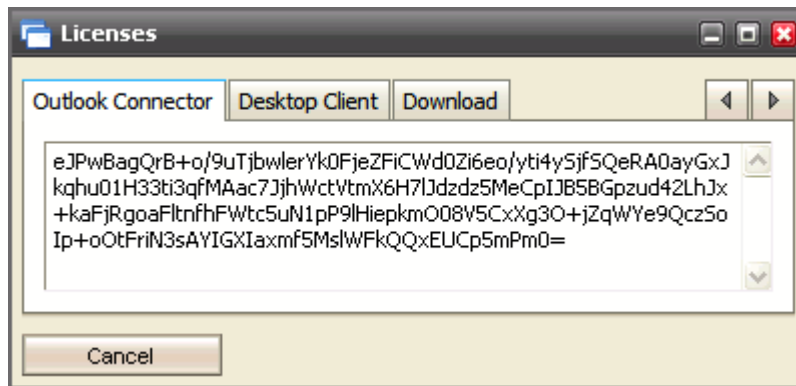 Licenses
Outlook Connector
Desktop Client
Download
eJPwBagQrB+o/9uTjbwlerYk0FjeZFiCWd0Zi6eo/yti4ySjfSQeRA0ayGxJ
kqhu01H33ti3qfMAac7JjhWctVtmX6H7lJdzdz5MeCpIJB5BGpzud42LhJx
+kaFjRgoaFltnfhFWtc5uN1pP9lHiepkmO08V5CxXg3O+jZqWYe9QczSo
Ip+oOtFriN3sAYIGXIaxmf5MslWFkQQxEUCp5mPm0=
Cancel